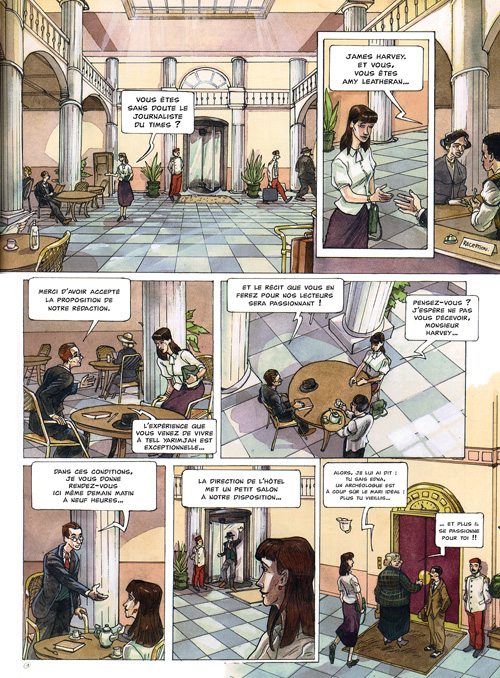 VOUS ÊTES
SANS DOUTE LE
JOURNALISTE
DU TIMES ?
JAMES HARVEY.
ET VOUS,
VOUS ÊTES
AMY LEATHERAN...
RECEPTION.
MERCI D'AVOIR ACCEPTÉ
LA PROPOSITION DE
NOTRE RÉDACTION.
L'EXPÉRIENCE QUE
VOUS VENEZ DE VIVRE
À TELL YARIMJAH EST
EXCEPTIONNELLE...
ET LE RÉCIT QUE VOUS EN
FEREZ POUR NOS LECTEURS
SERA PASSIONNANT !
PENSEZ-VOUS ?
J'ESPÈRE NE PAS
VOUS DÉCEVOIR,
MONSIEUR
HARVEY...
DANS CES CONDITIONS,
JE VOUS DONNE
RENDEZ-VOUS
ICI MÊME DEMAIN MATIN
À NEUF HEURES...
LA DIRECTION DE L'HÔTEL
MET UN PETIT SALON
À NOTRE DISPOSITION...
ALORS, JE LUI AI DIT :
TU SAIS EDNA,
UN ARCHÉOLOGUE EST
À COUP SÛR LE MARI IDÉAL :
PLUS TU VIEILLIS...
... ET PLUS IL
SE PASSIONNE
POUR TOI !!